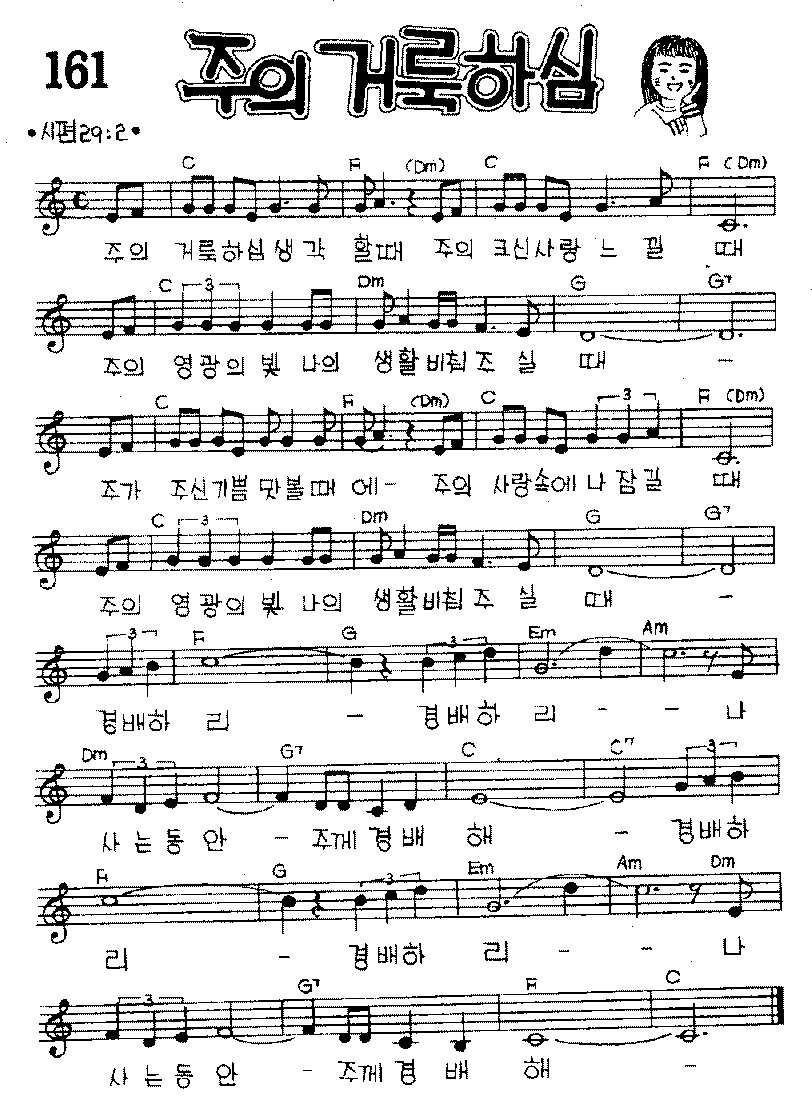 161
주의 거룩하심
•시편29:2•
C F (Dm) C F (Dm)
주의 거룩하심생각 할때 주의 크신사랑 느 낄 때
C 3 Dm G G7
주의 영광의 빛 나의 생활비침주 실 때 -
C F (Dm) C 3 F (Dm)
주가 주신기쁨 맛볼때 에- 주의 사랑속에 나 잠길 때
C 3 Dm G G7
주의 영광의 빛 나의 생활비침주 실 때 -
3 F G 3 Em Am
경배하 리 - 경배하 리 - - 나
Dm 3 G7 C C7 3
사는동안 - 주께경배 해 - 경배하
F G 3 Em Am Dm
리 - 경배하 리 - - 나
3 G7 F C
사는동안 - 주께경 배 해 -